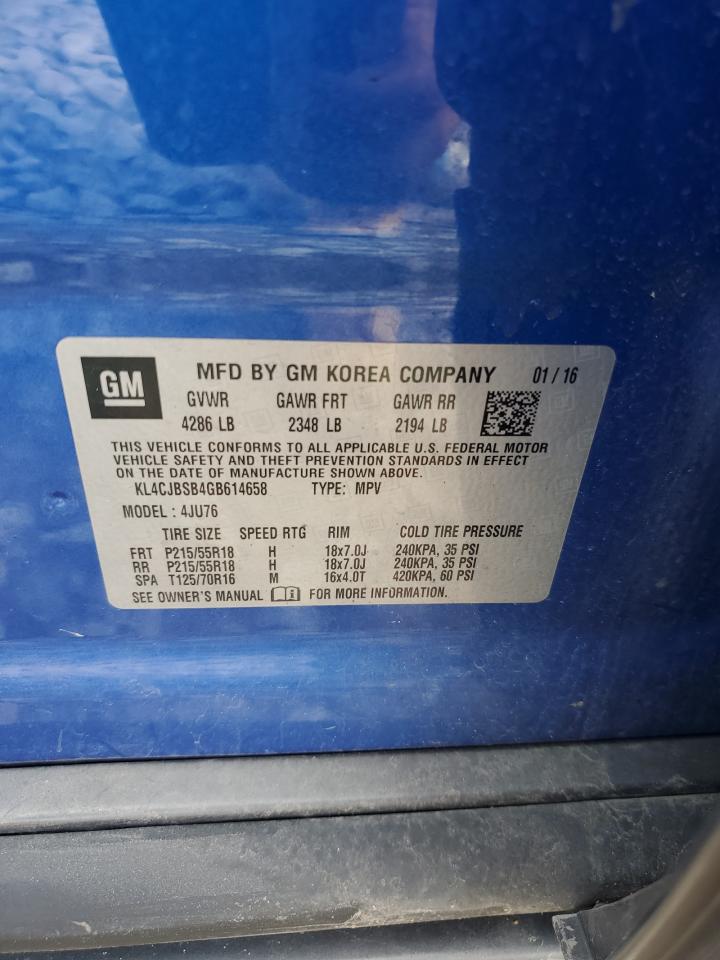 GM MFD BY GM KOREA COMPANY 01/16
GVWR GAWR FRT GAWR RR
4286 LB 2348 LB 2194 LB
THIS VEHICLE CONFORMS TO ALL APPLICABLE U.S. FEDERAL MOTOR
VEHICLE SAFETY AND THEFT PREVENTION STANDARDS IN EFFECT
ON THE DATE OF MANUFACTURE SHOWN ABOVE.
KL4CJBSB4GB614658 TYPE: MPV
MODEL : 4JU76
TIRE SIZE SPEED RTG RIM COLD TIRE PRESSURE
FRT P215/55R18 H 18x7.0J 240KPA, 35 PSI
RR P215/55R18 H 18x7.0J 240KPA, 35 PSI
SPA T125/70R16 M 16x4.0T 420KPA, 60 PSI
SEE OWNER'S MANUAL FOR MORE INFORMATION.